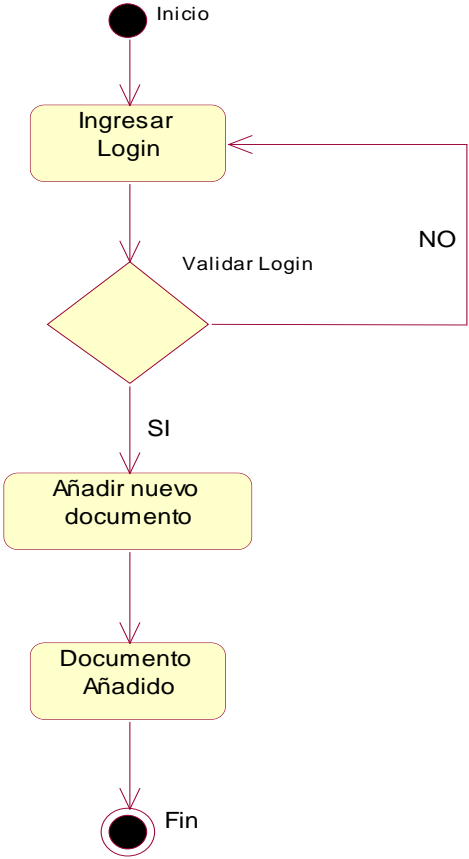 Inicio
Ingresar
Login
NO
Validar Login
SI
Añadir nuevo
documento
Documento
Añadido
Fin